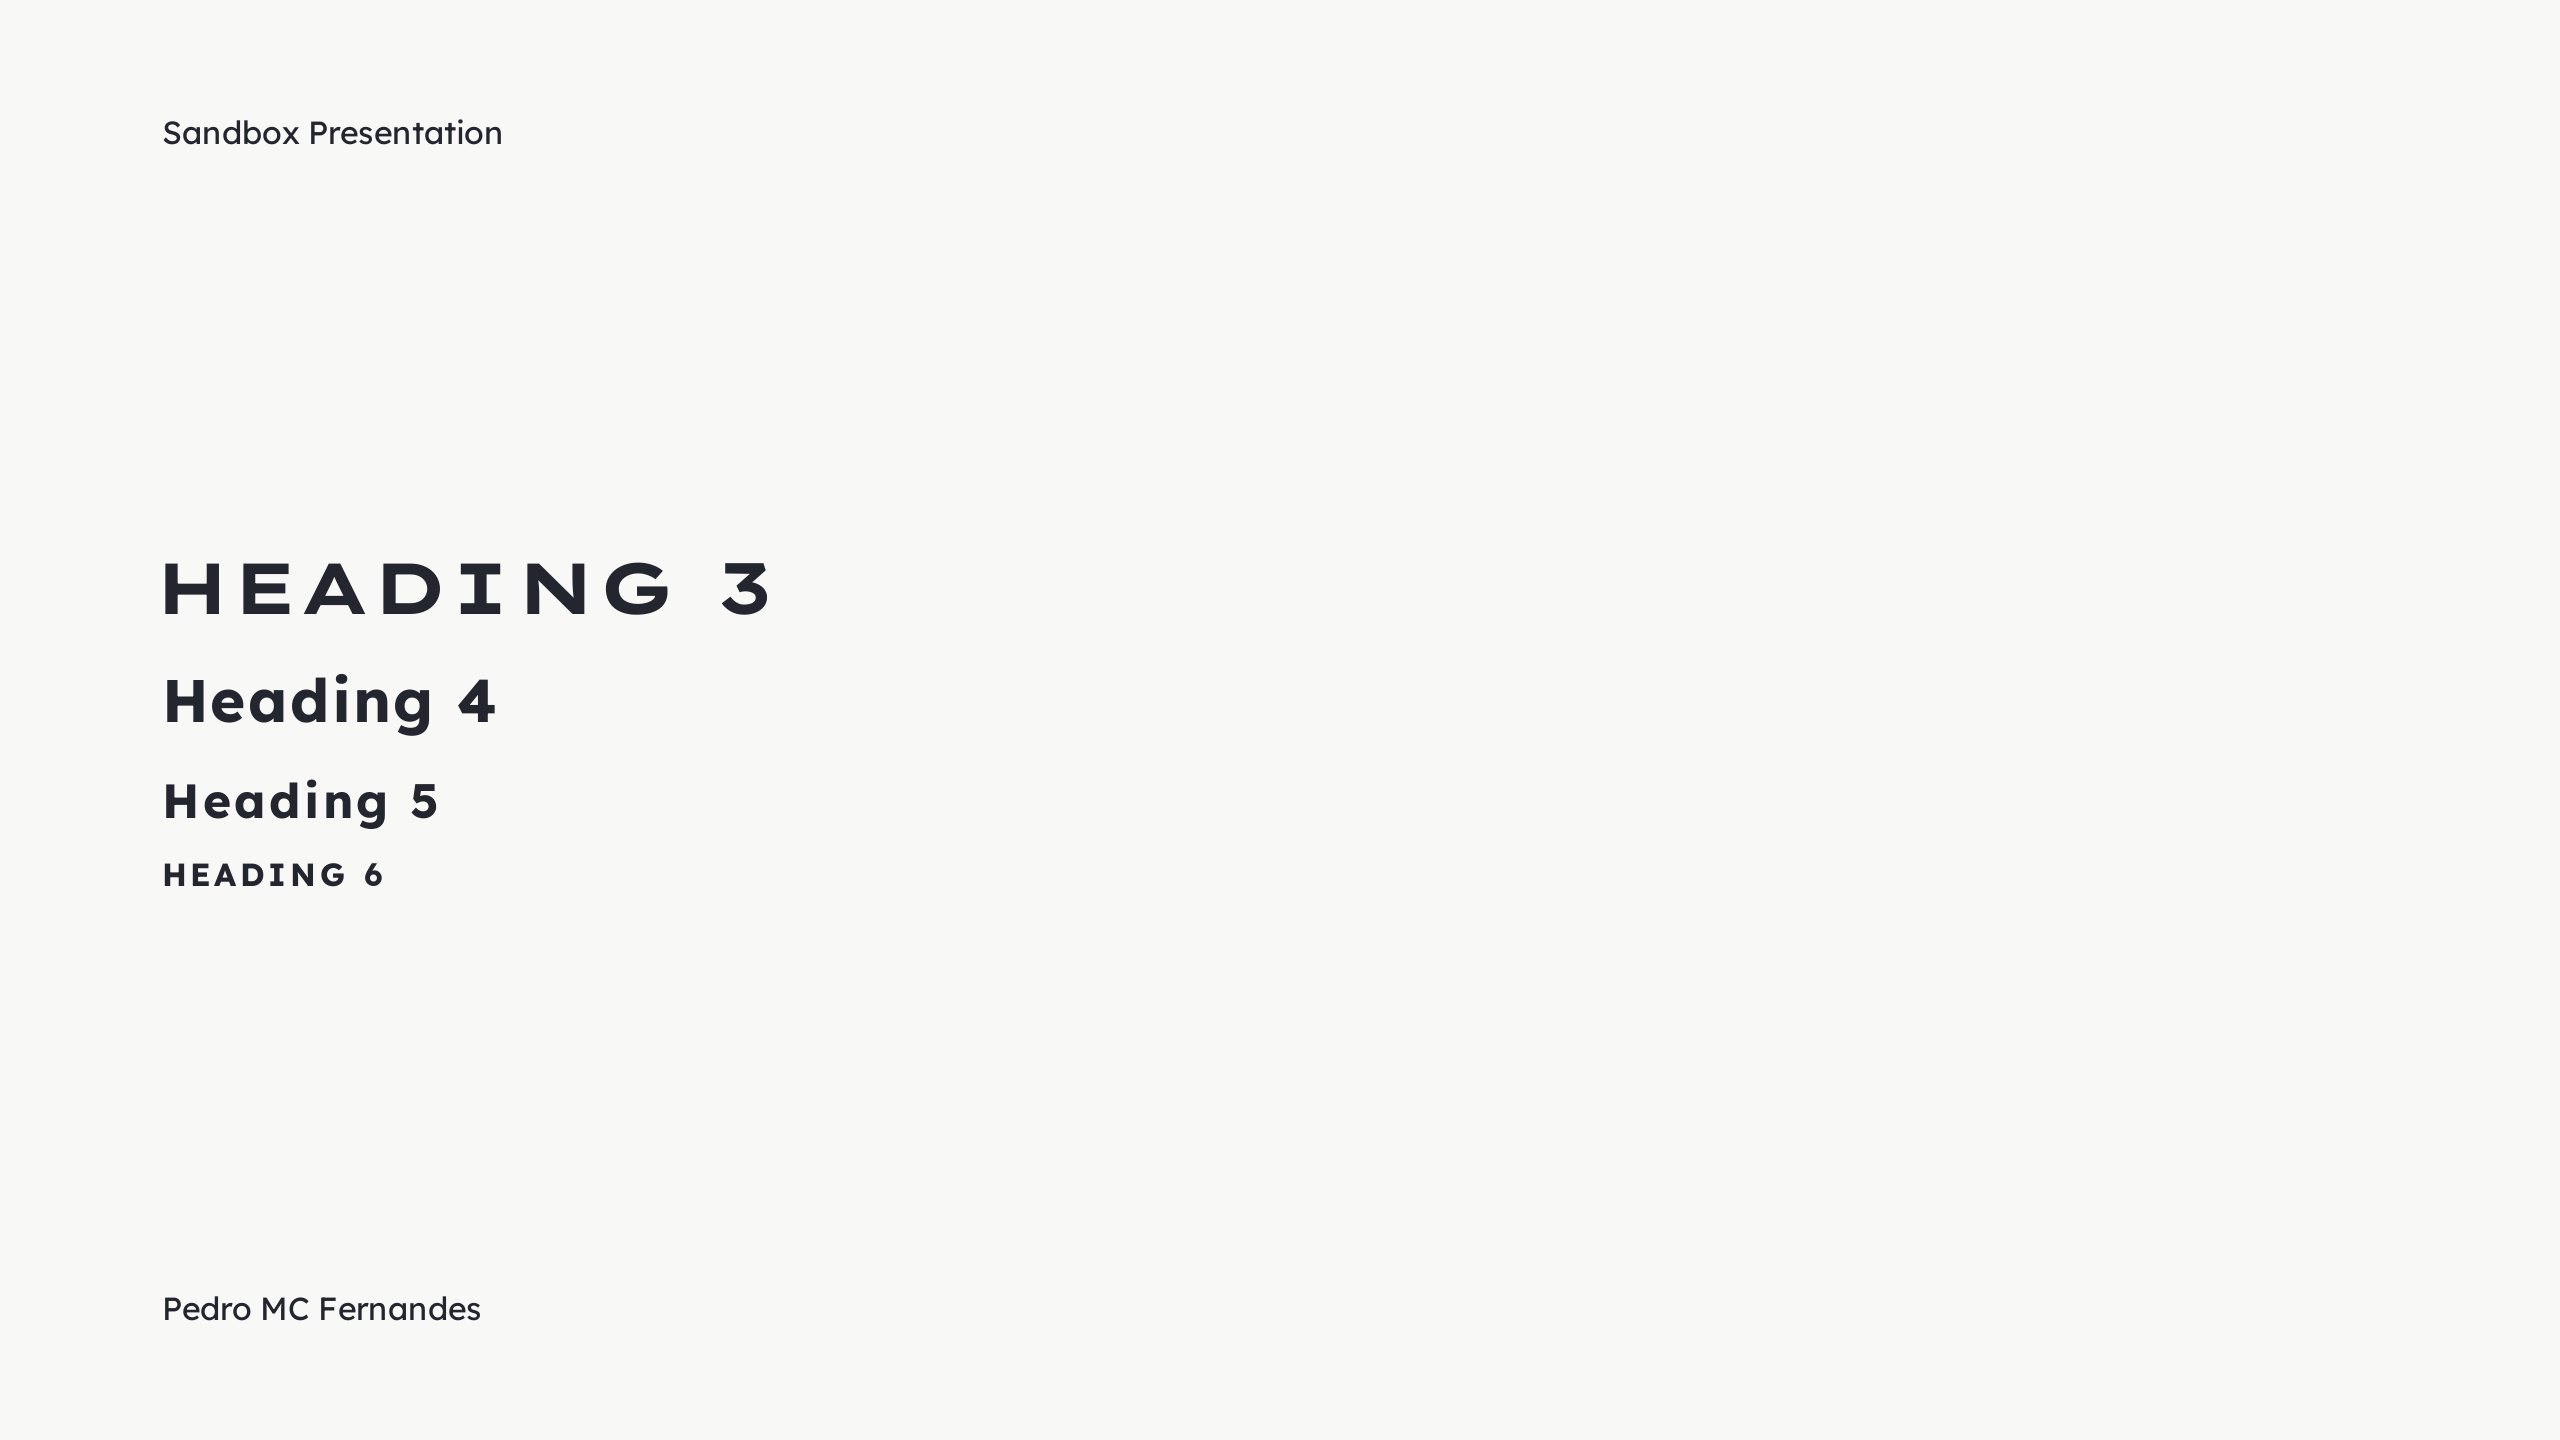 Sandbox Presentation
HEADING 3
Heading 4
Heading 5
HEADING 6
Pedro MC Fernandes